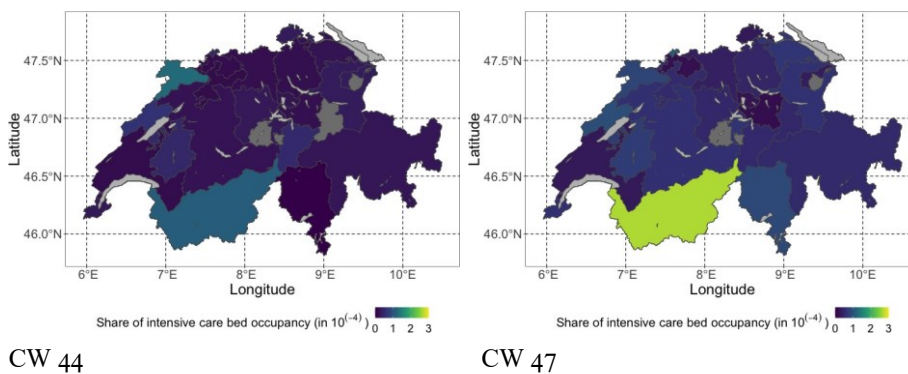 47.5°N
47.0°N
46.5°N
46.0°N
Latitude
6°E 7°E 8°E 9°E 10°E
Longitude
Share of intensive care bed occupancy (in 10(-4)) 0 1 2 3
CW 44
47.5°N
47.0°N
46.5°N
46.0°N
Latitude
6°E 7°E 8°E 9°E 10°E
Longitude
Share of intensive care bed occupancy (in 10(-4)) 0 1 2 3
CW 47